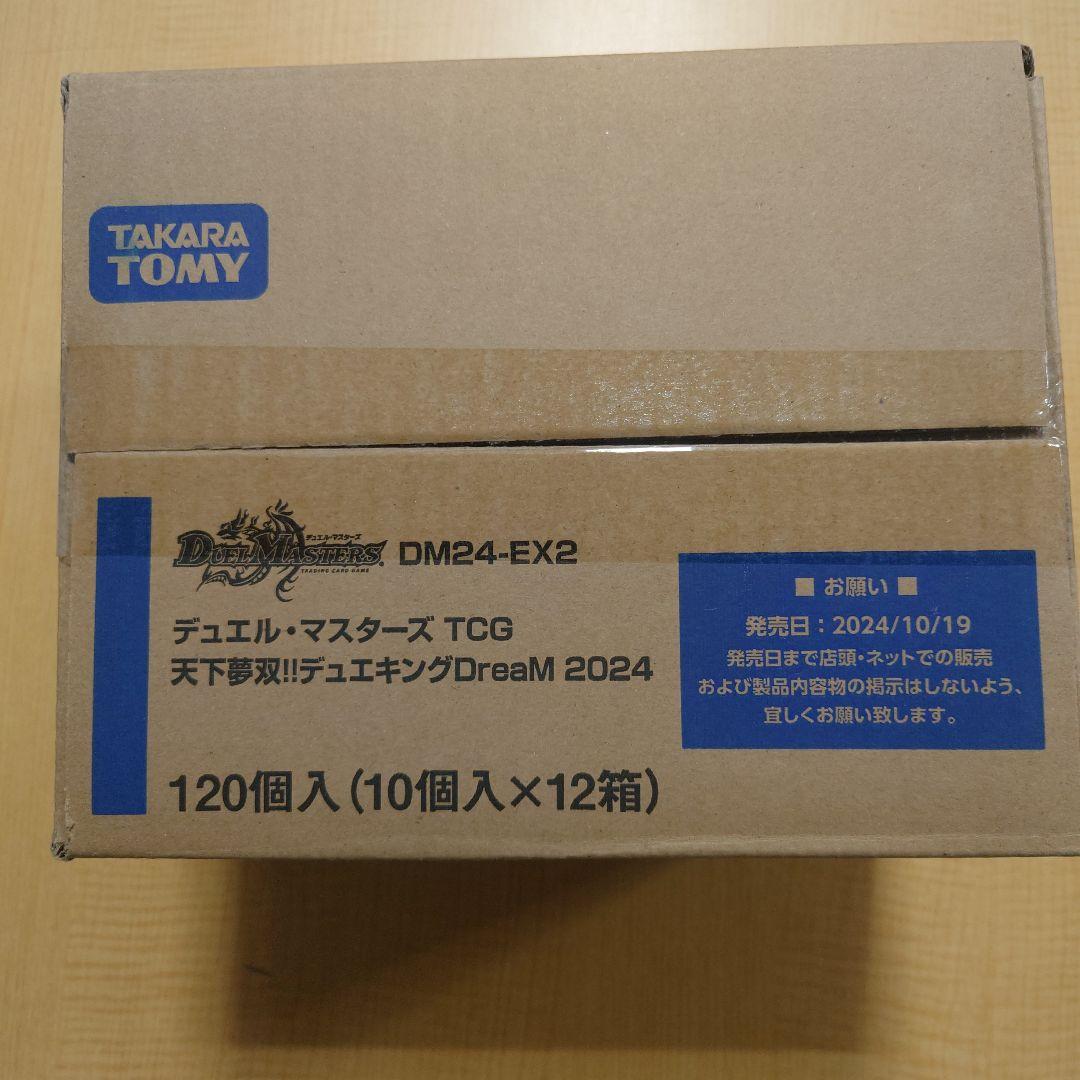 TAKARA
TOMY
デュエル・マスターズ
DUEL MASTERS. DM24-EX2
TRADING CARD GAME
デュエル・マスターズ TCG
天下夢双!!デュエキングDreaM 2024
120個入(10個入×12箱)
■ お願い ■
発売日：2024/10/19
発売日まで店頭・ネットでの販売
および製品内容物の掲示はしないよう、
宜しくお願い致します。